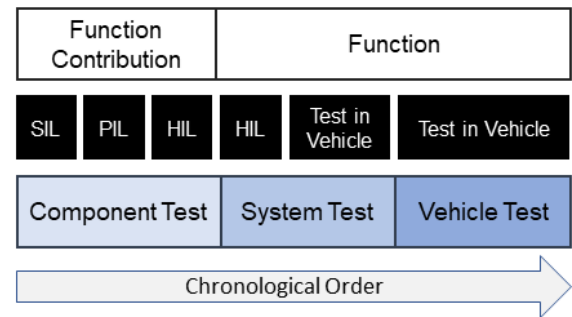 Function
Contribution
Function
SIL
PIL
HIL
HIL
Test in
Vehicle
Test in Vehicle
Component Test
System Test
Vehicle Test
Chronological Order